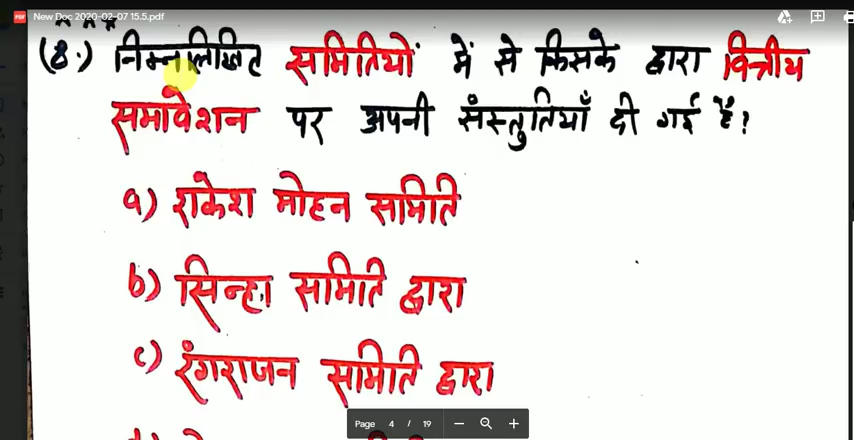 New Doc 2020-02-07 15.5.pdf
(8.) निम्नलिखित समितियों में से किसके द्वारा वित्तीय
समावेशन पर अपनी संस्तुतियाँ दी गई हैं?
a) राकेश मोहन समिति
b) सिन्हा समिति द्वारा
c) रंगराजन समिति द्वारा
Page 4 / 19